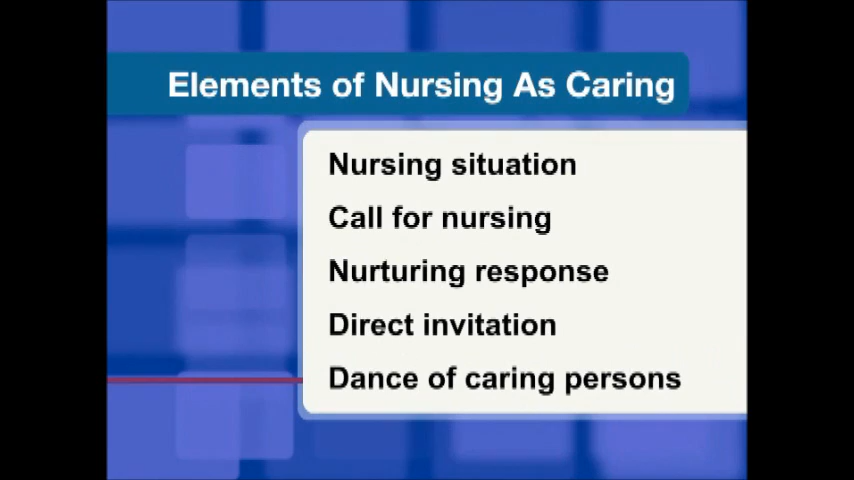 Elements of Nursing As Caring
Nursing situation
Call for nursing
Nurturing response
Direct invitation
Dance of caring persons